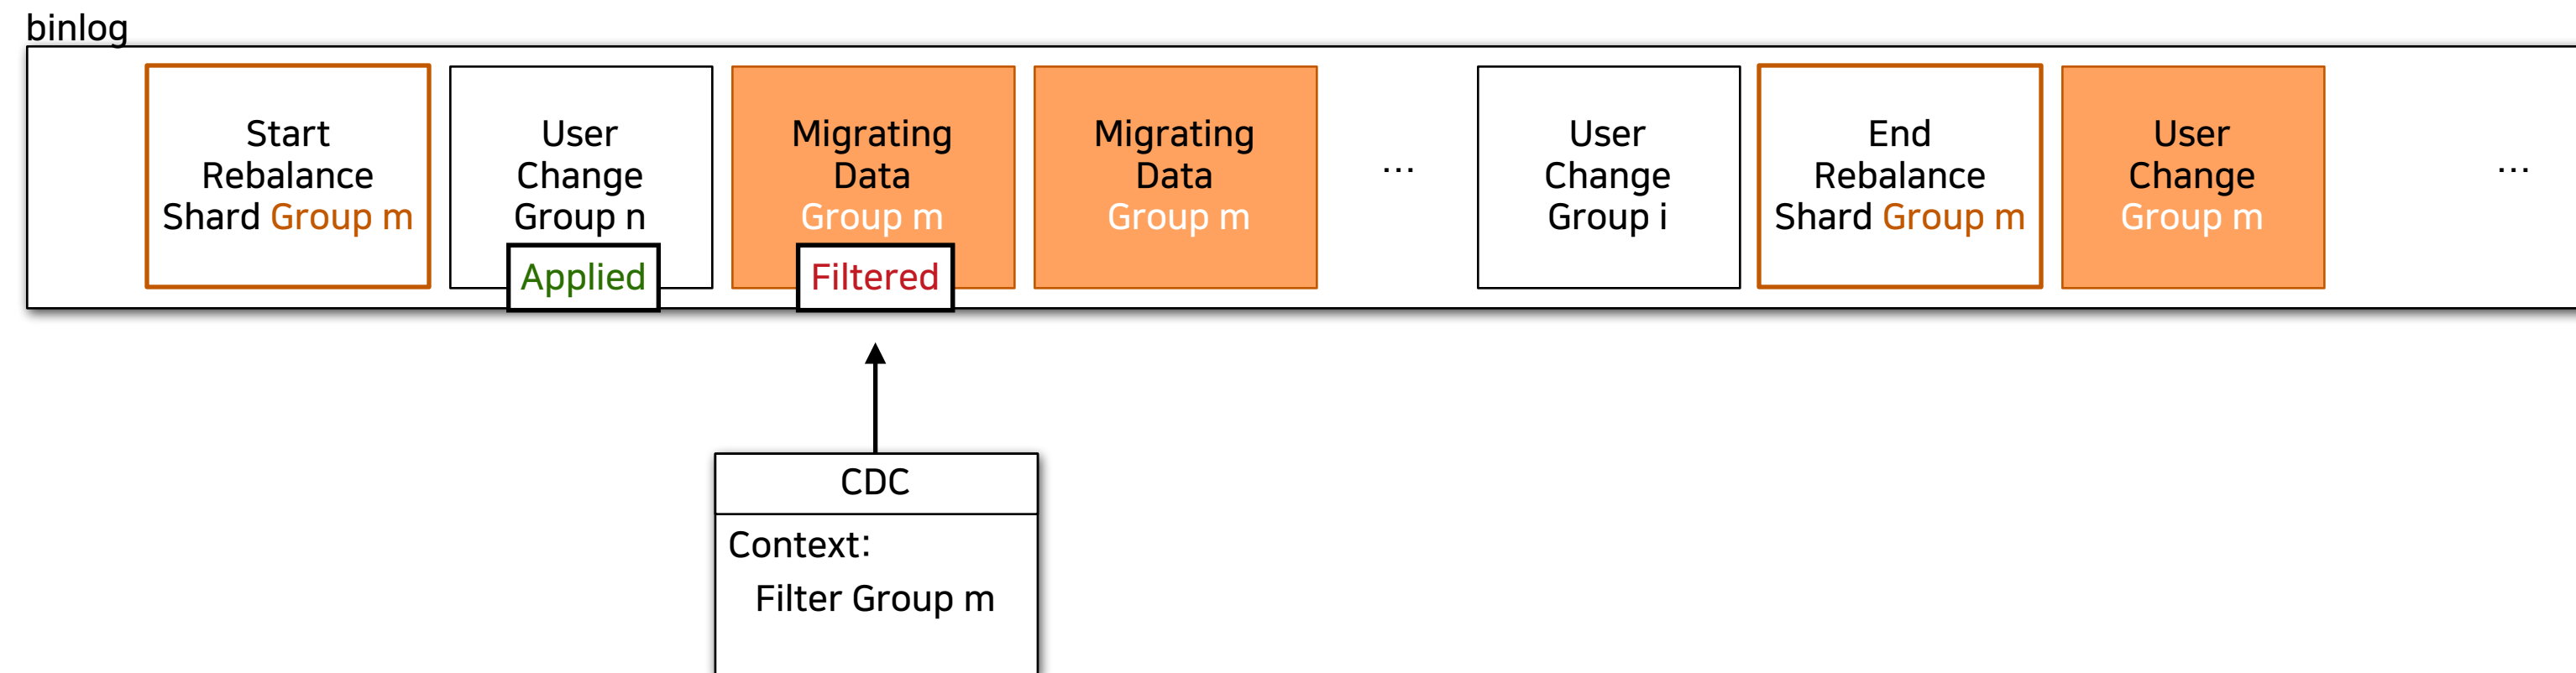 binlog
Start
Rebalance
Shard Group m
User
Change
Group n
Applied
Migrating
Data
Group m
Filtered
Migrating
Data
Group m
...
User
Change
Group i
End
Rebalance
Shard Group m
User
Change
Group m
...
CDC
Context:
Filter Group m